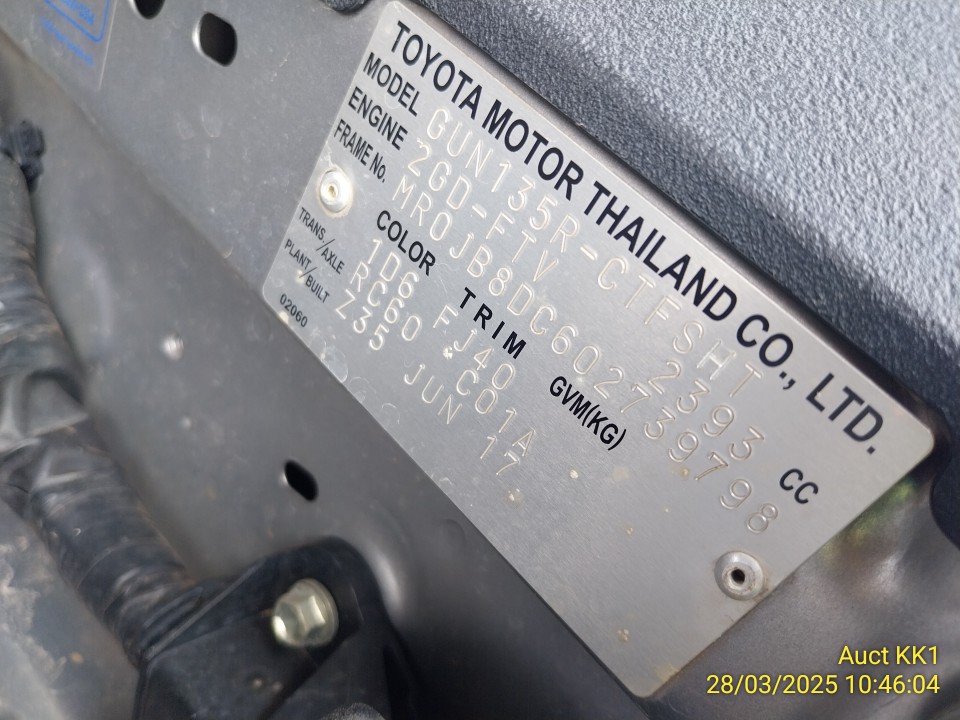 TOYOTA MOTOR THAILAND CO., LTD.
MODEL GUN135R-CTFSHT
ENGINE 2GD-FTV 2393 CC
FRAME No. MR0JB8DC602739798
COLOR TRIM GVM(KG)
1D6 FJ40
TRANS/AXLE RC60 C01A
PLANT/BUILT Z35 JUN 17
02060
Auct KK1
28/03/2025 10:46:04